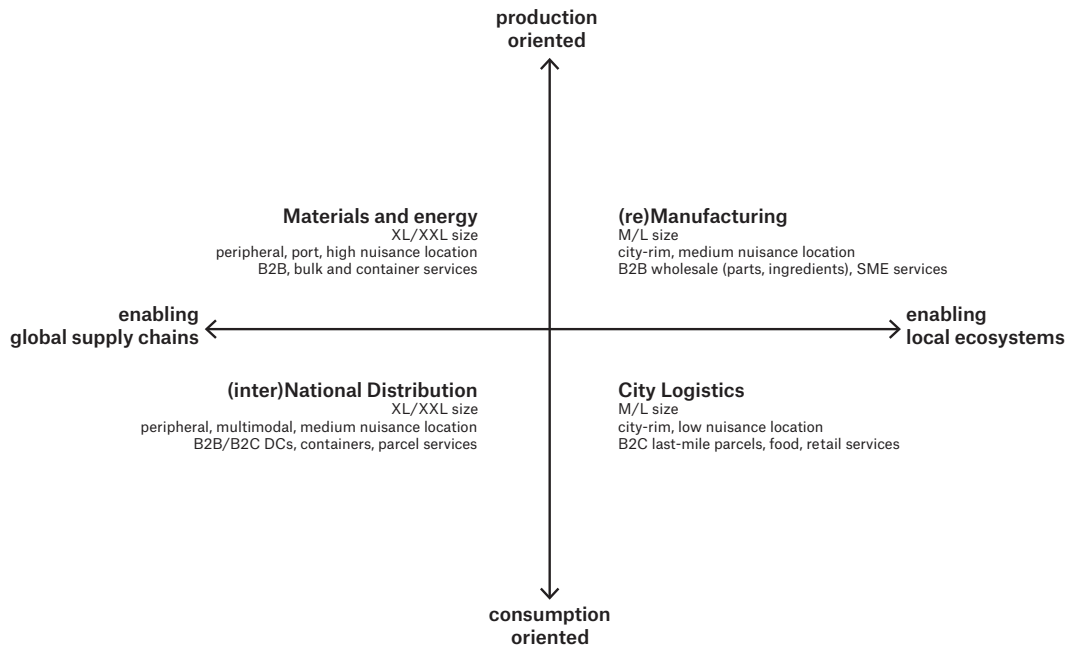 production
oriented
Materials and energy
XL/XXL size
peripheral, port, high nuisance location
B2B, bulk and container services
(re)Manufacturing
M/L size
city-rim, medium nuisance location
B2B wholesale (parts, ingredients), SME services
enabling
global supply chains
enabling
local ecosystems
(inter)National Distribution
XL/XXL size
peripheral, multimodal, medium nuisance location
B2B/B2C DCs, containers, parcel services
City Logistics
M/L size
city-rim, low nuisance location
B2C last-mile parcels, food, retail services
consumption
oriented